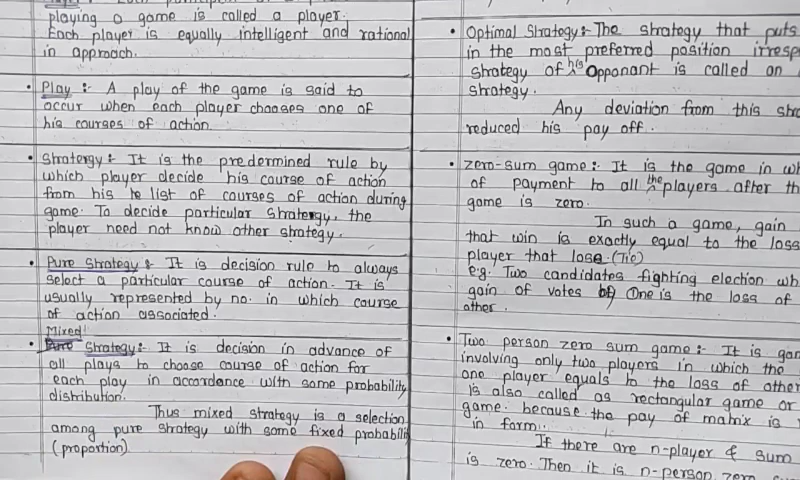 playing a game is called a player.
Each player is equally intelligent and rational
in approach.
• Play :- A play of the game is said to
occur when each player chooses one of
his courses of action.
• Stratergy :- It is the predermined rule by
which player decide his course of action
from his list of courses of action during
game. To decide particular stratergy, the
player need not know other strategy.
• Pure strategy :- It is decision rule to always
select a particular course of action. It is
usually represented by no. in which course
of action associated.
Mixed
• Pure Strategy :- It is decision in advance of
all plays to choose course of action for
each play in accordance with some probability
distribution.
Thus mixed strategy is a selection
among pure strategy with some fixed probabili
(proportion)
• Optimal Strategy :- The strategy that puts
in the most preferred position
strategy of his opponant is called an
strategy.
Any deviation from this
reduced his pay off.
• zero-sum game :- It is the game in
of payment to all the players after
game is zero.
In such a game, gain
that win is exactly equal to the loss
player that lose. (Tie)
e.g. Two candidates fighting election
gain of votes of one is the loss of
other.
• Two person zero sum game :- It is
involving only two players in which the
one player equals to the loss of other
is also called as rectangular game or
game. because the pay of matrix is
in form.
If there are n-player & sum
is zero. Then it is n-person zero